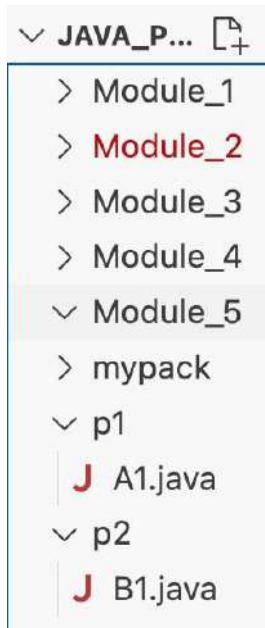 JAVA_P...
Module_1
Module_2
Module_3
Module_4
Module_5
mypack
p1
J A1.java
p2
J B1.java